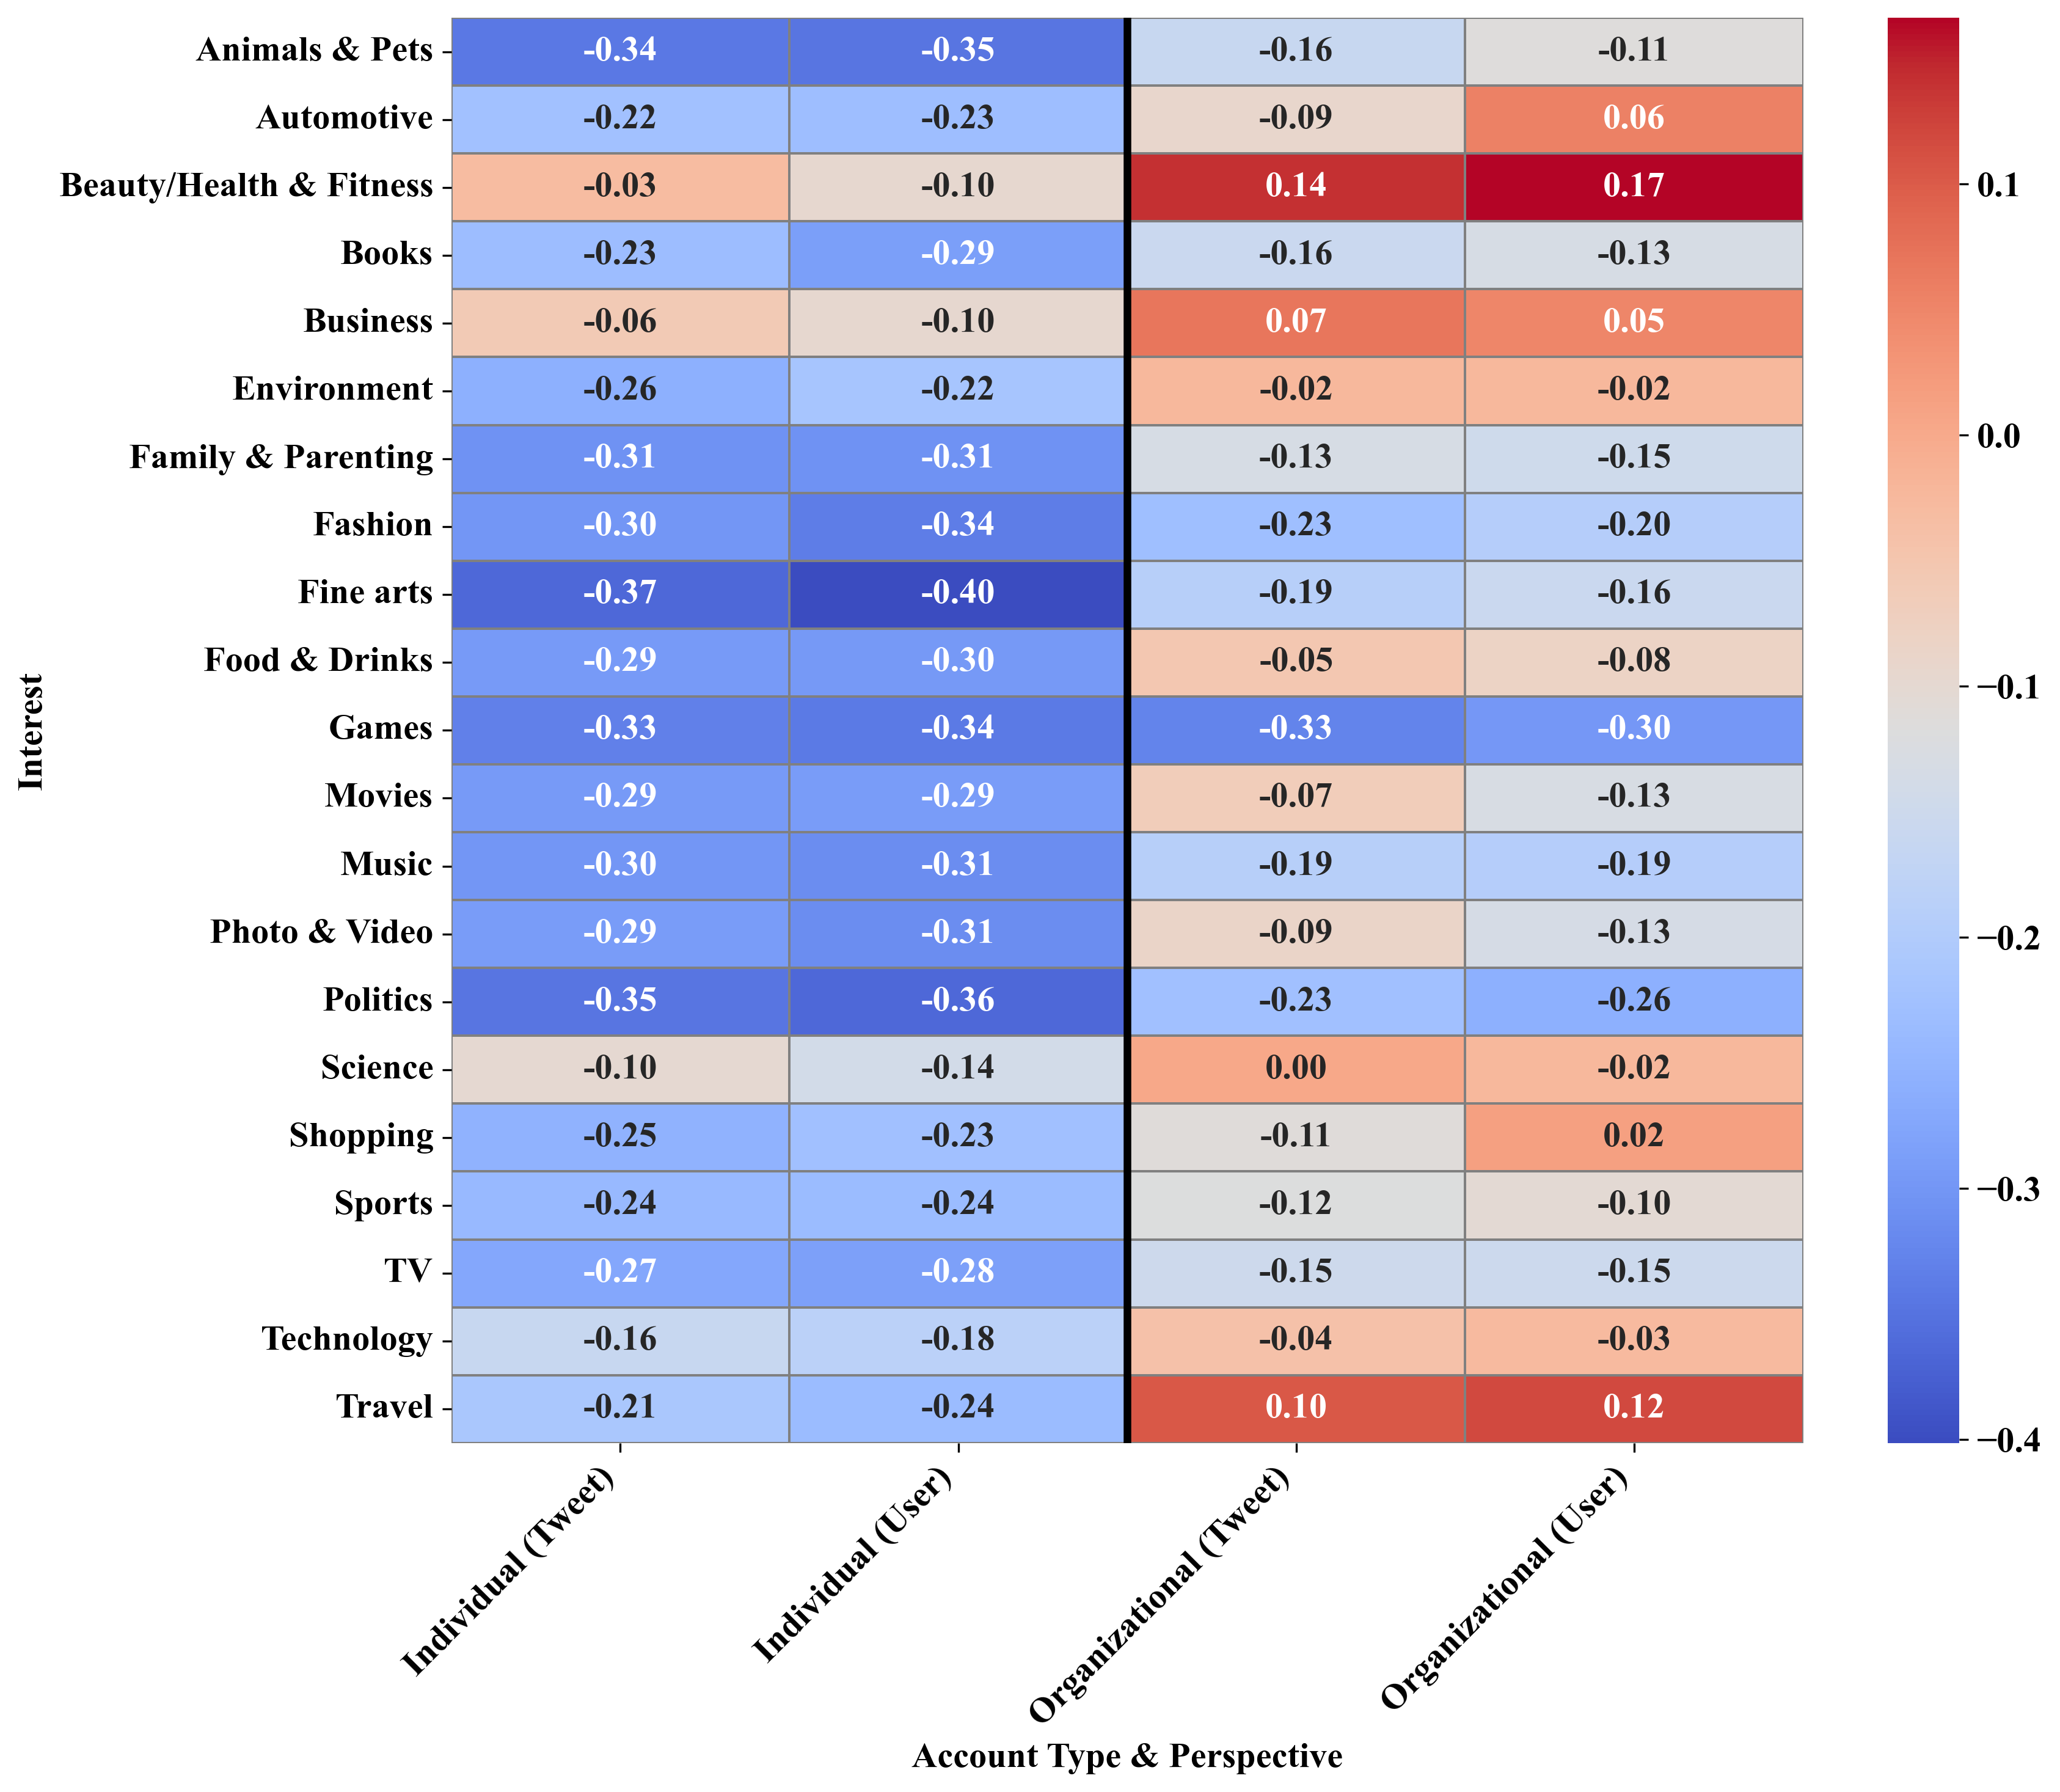 Animals & Pets -0.34 -0.35 -0.16 -0.11
Automotive -0.22 -0.23 -0.09 0.06
Beauty/Health & Fitness -0.03 -0.10 0.14 0.17
Books -0.23 -0.29 -0.16 -0.13
Business -0.06 -0.10 0.07 0.05
Environment -0.26 -0.22 -0.02 -0.02
Family & Parenting -0.31 -0.31 -0.13 -0.15
Fashion -0.30 -0.34 -0.23 -0.20
Fine arts -0.37 -0.40 -0.19 -0.16
Food & Drinks -0.29 -0.30 -0.05 -0.08
Games -0.33 -0.34 -0.33 -0.30
Movies -0.29 -0.29 -0.07 -0.13
Music -0.30 -0.31 -0.19 -0.19
Photo & Video -0.29 -0.31 -0.09 -0.13
Politics -0.35 -0.36 -0.23 -0.26
Science -0.10 -0.14 0.00 -0.02
Shopping -0.25 -0.23 -0.11 0.02
Sports -0.24 -0.24 -0.12 -0.10
TV -0.27 -0.28 -0.15 -0.15
Technology -0.16 -0.18 -0.04 -0.03
Travel -0.21 -0.24 0.10 0.12
Interest
Individual (Tweet)
Individual (User)
Organizational (Tweet)
Organizational (User)
Account Type & Perspective
0.1
0.0
−0.1
−0.2
−0.3
−0.4